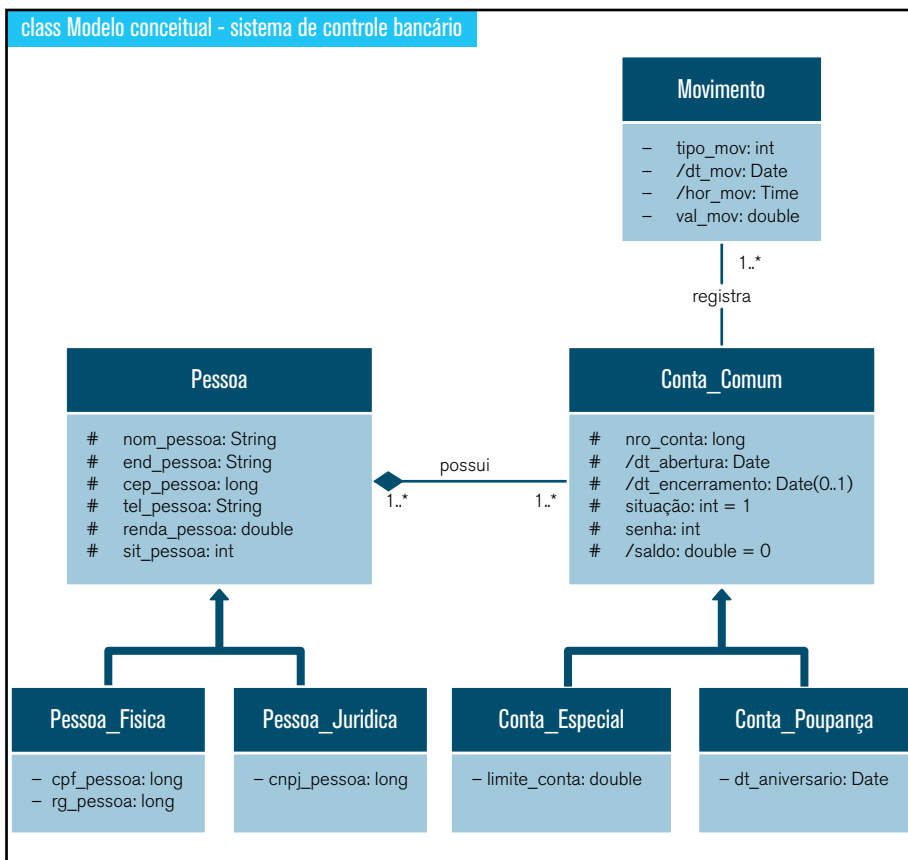 class Modelo conceitual - sistema de controle bancário
Movimento
– tipo_mov: int
– /dt_mov: Date
– /hor_mov: Time
– val_mov: double
1..*
registra
Pessoa
# nom_pessoa: String
# end_pessoa: String
# cep_pessoa: long
# tel_pessoa: String
# renda_pessoa: double
# sit_pessoa: int
possui
1..* 1..*
Conta_Comum
# nro_conta: long
# /dt_abertura: Date
# /dt_encerramento: Date(0..1)
# situação: int = 1
# senha: int
# /saldo: double = 0
Pessoa_Fisica
– cpf_pessoa: long
– rg_pessoa: long
Pessoa_Juridica
– cnpj_pessoa: long
Conta_Especial
– limite_conta: double
Conta_Poupança
– dt_aniversario: Date